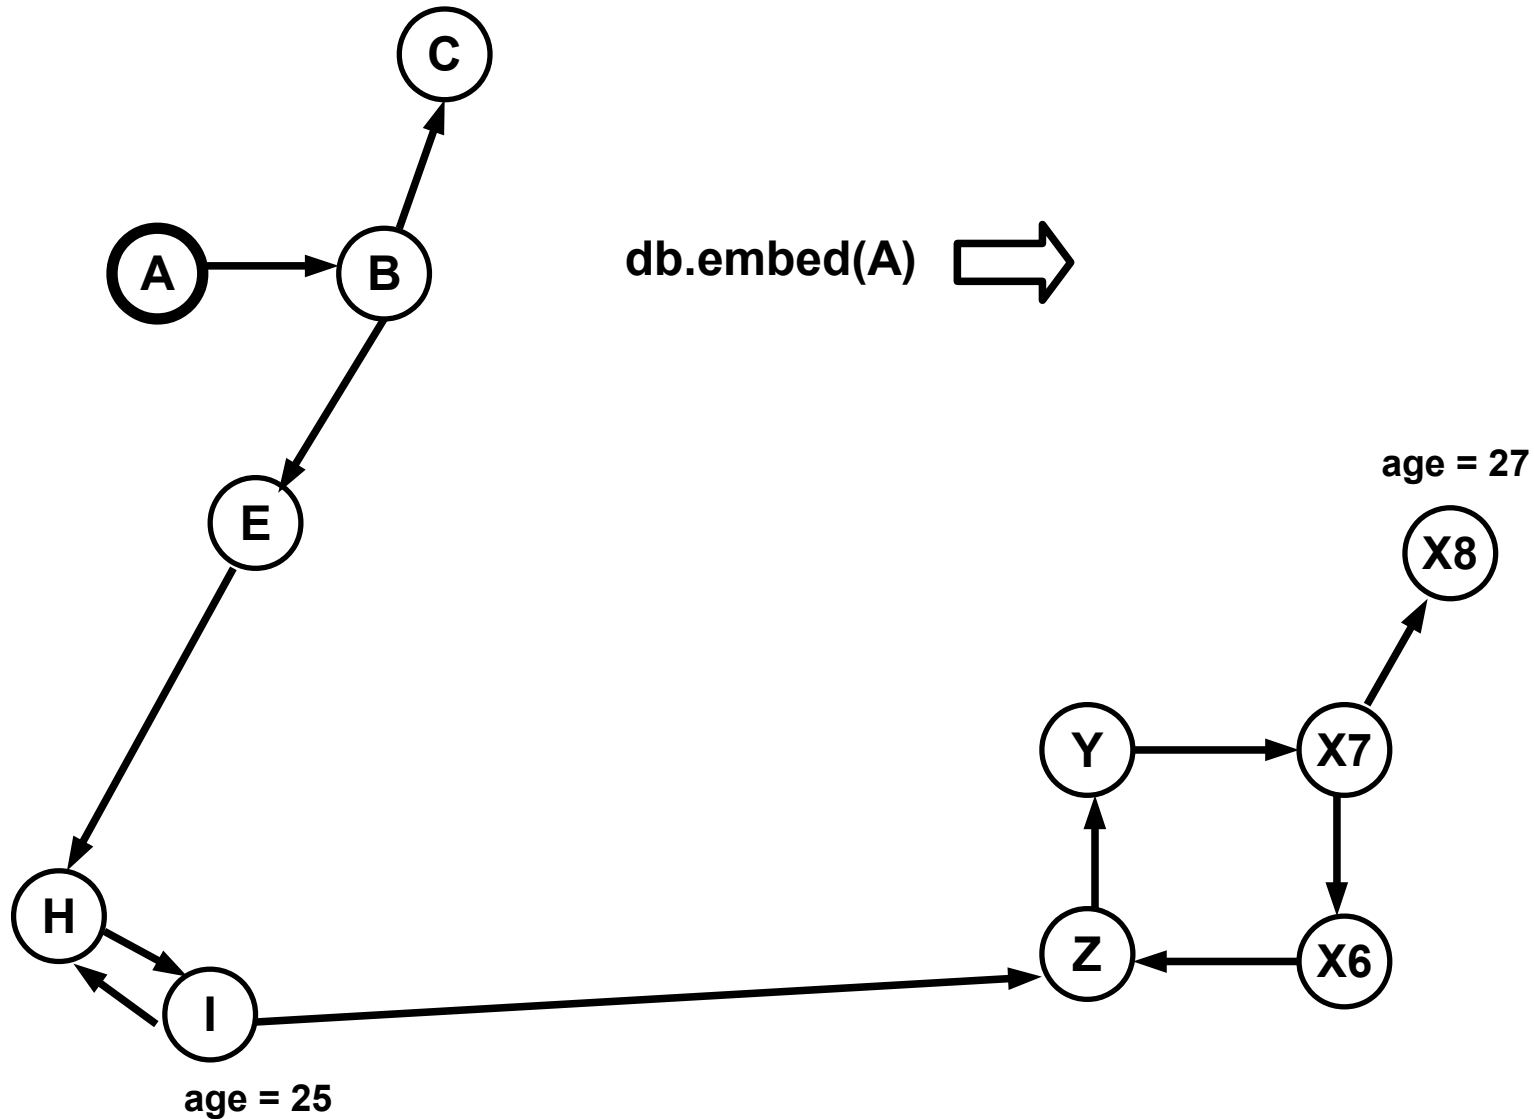 C
A
B
db.embed(A)
age = 27
E
X8
Y
X7
H
Z
X6
I
age = 25